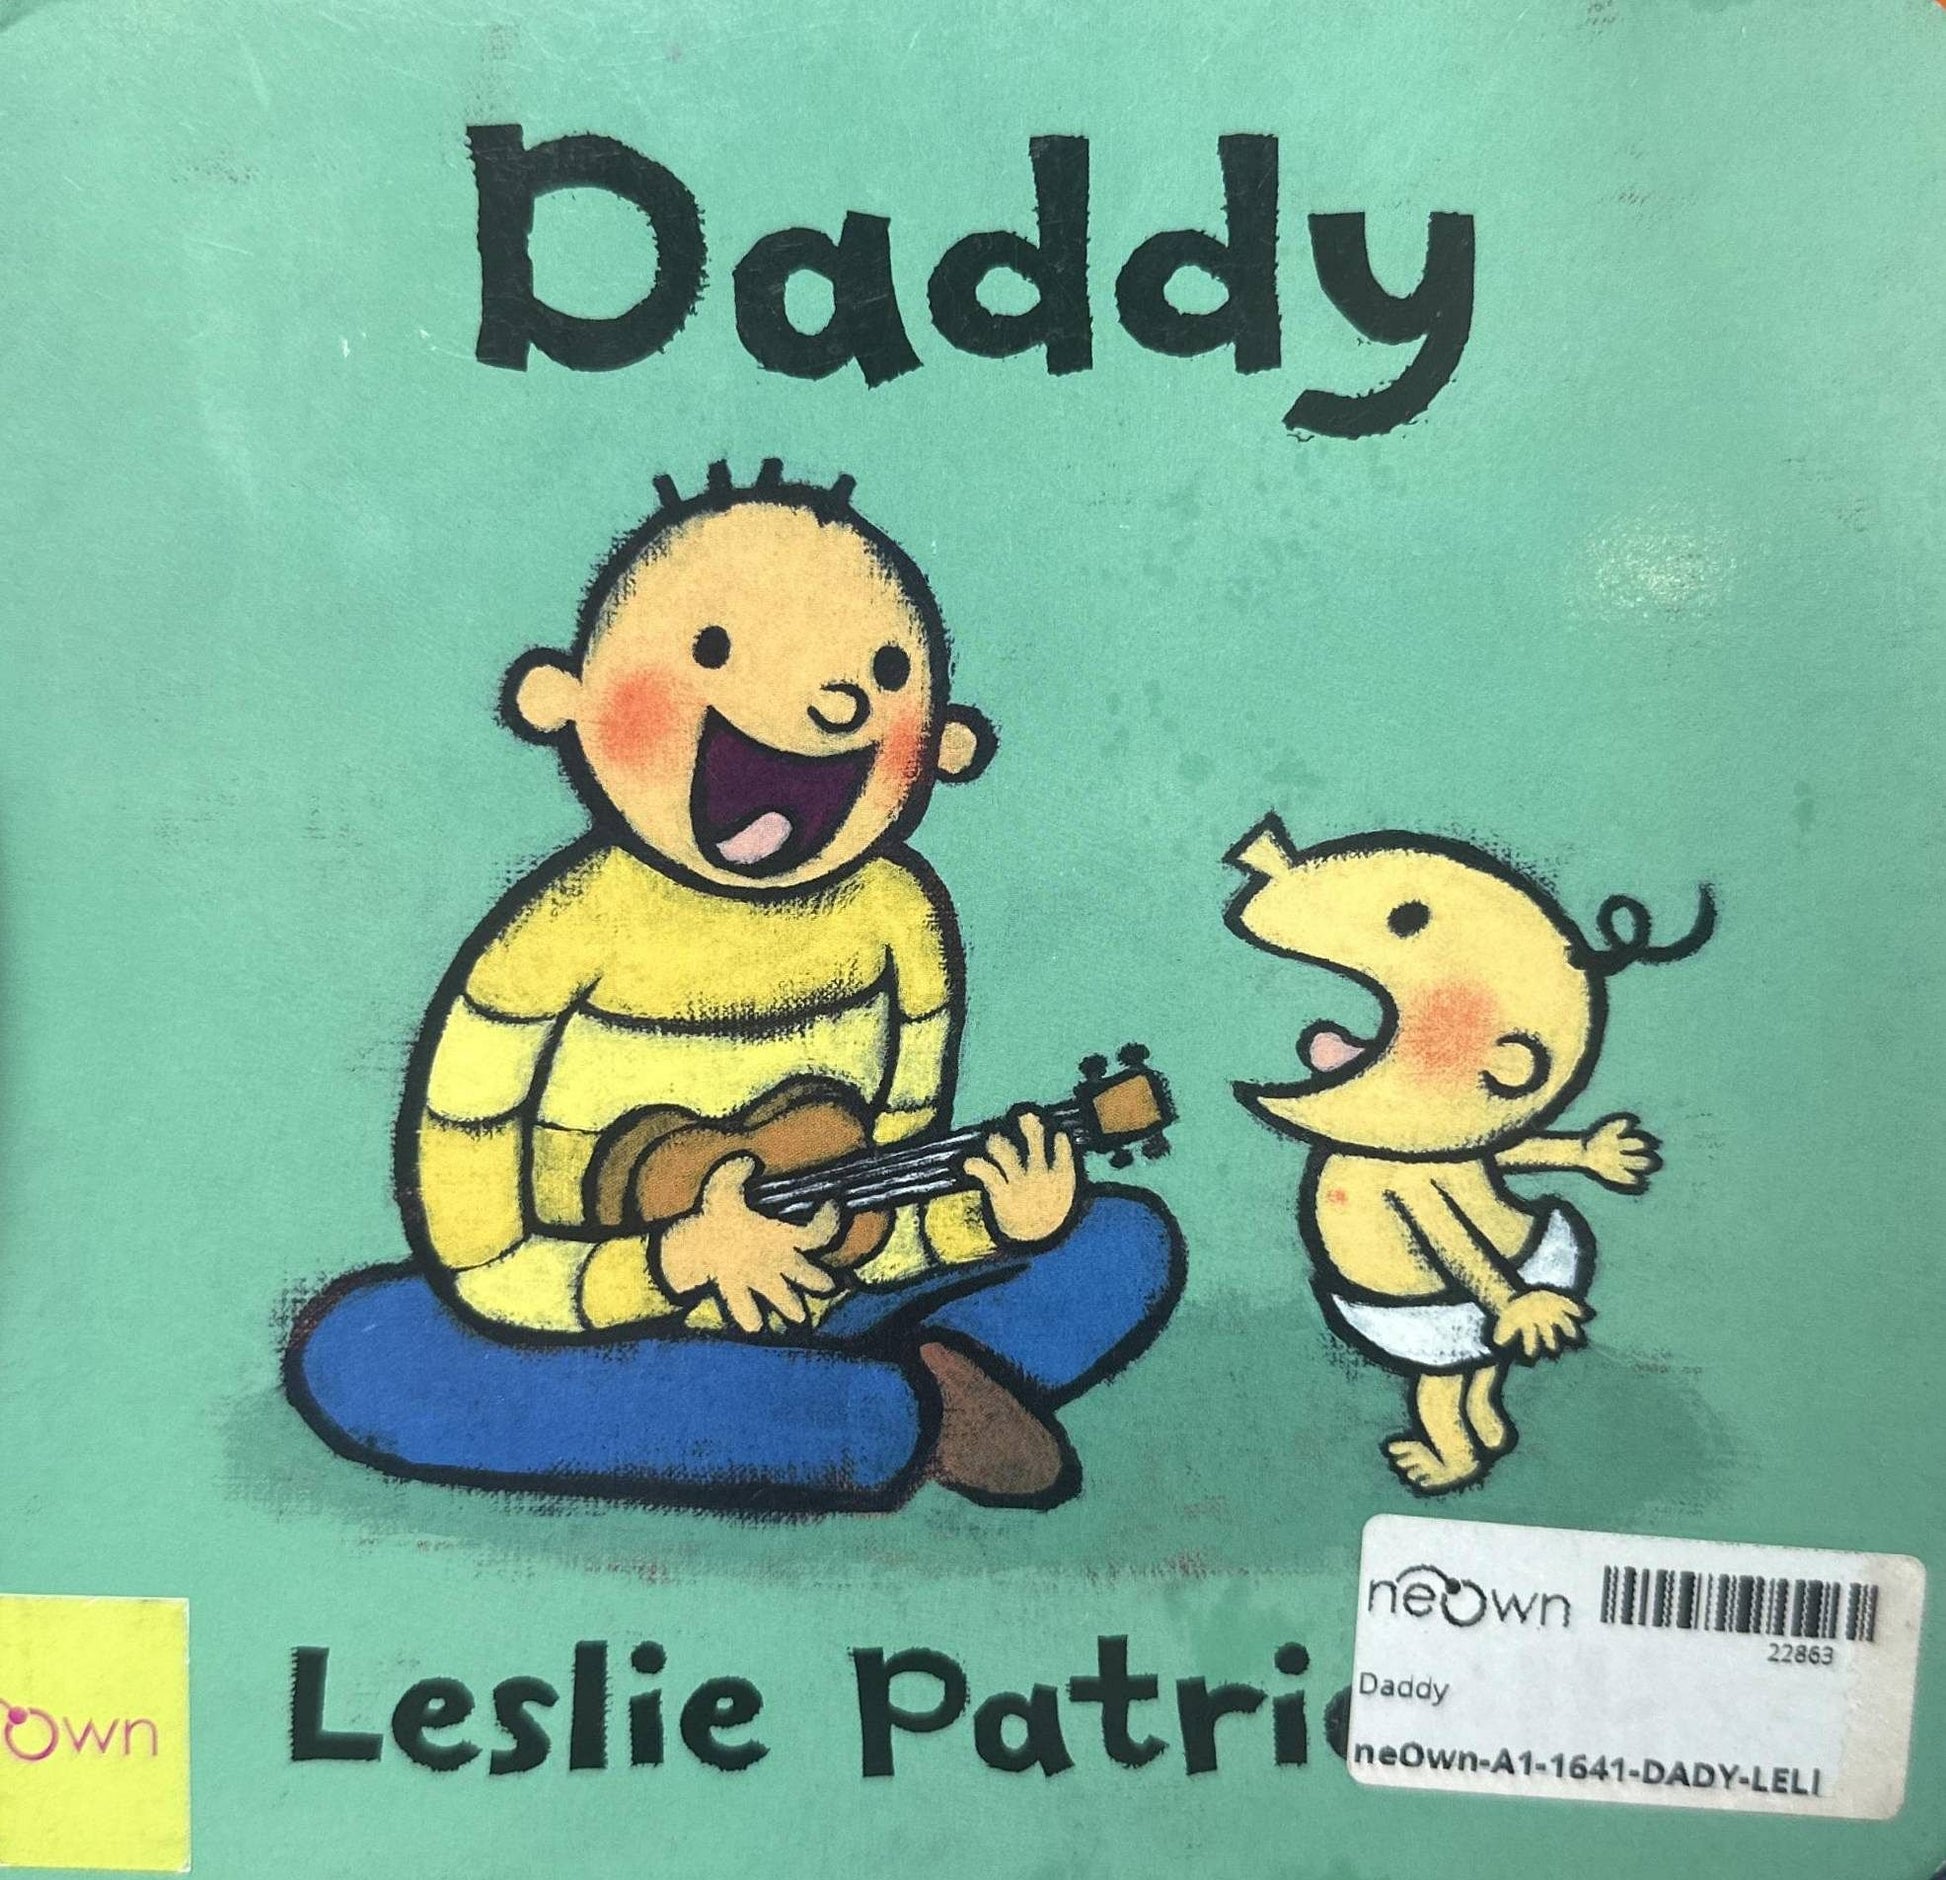 Daddy
Leslie Patric
neOwn
22863
Daddy
neOwn-A1-1641-DADY-LELI
Own